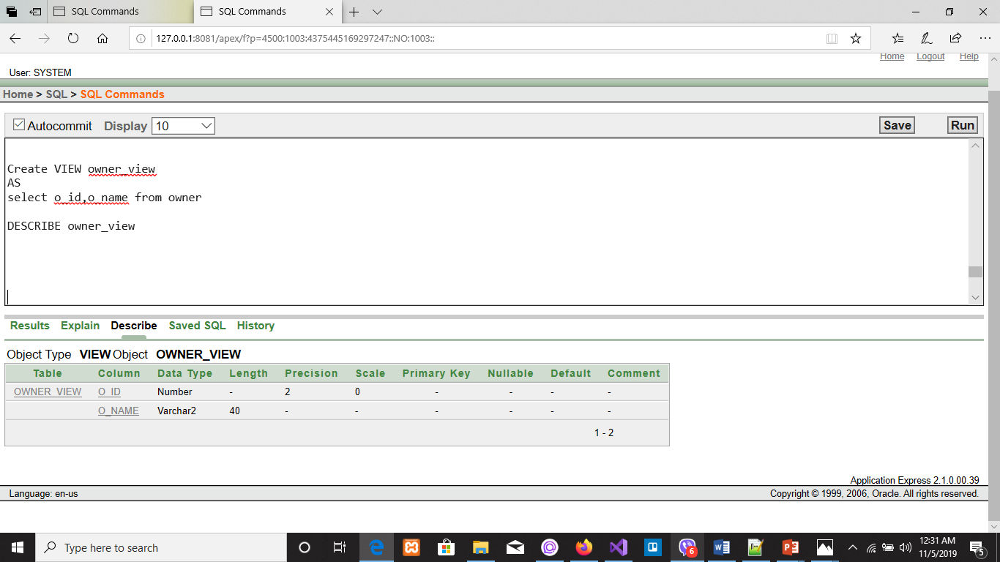 SQL Commands
SQL Commands
127.0.0.1:8081/apex/f?p=4500:1003:4375445169297247::NO:1003::
Home Logout Help
User: SYSTEM
Home > SQL > SQL Commands
Autocommit Display 10 Save Run
Create VIEW owner_view
AS
select o_id,o_name from owner
DESCRIBE owner_view
Results Explain Describe Saved SQL History
Object Type VIEW Object OWNER_VIEW
Table Column Data Type Length Precision Scale Primary Key Nullable Default Comment
OWNER_VIEW O_ID Number - 2 0 - - - -
O_NAME Varchar2 40 - - - - - -
1 - 2
Application Express 2.1.0.00.39
Language: en-us Copyright © 1999, 2006, Oracle. All rights reserved.
Type here to search
6
12:31 AM
11/5/2019
5